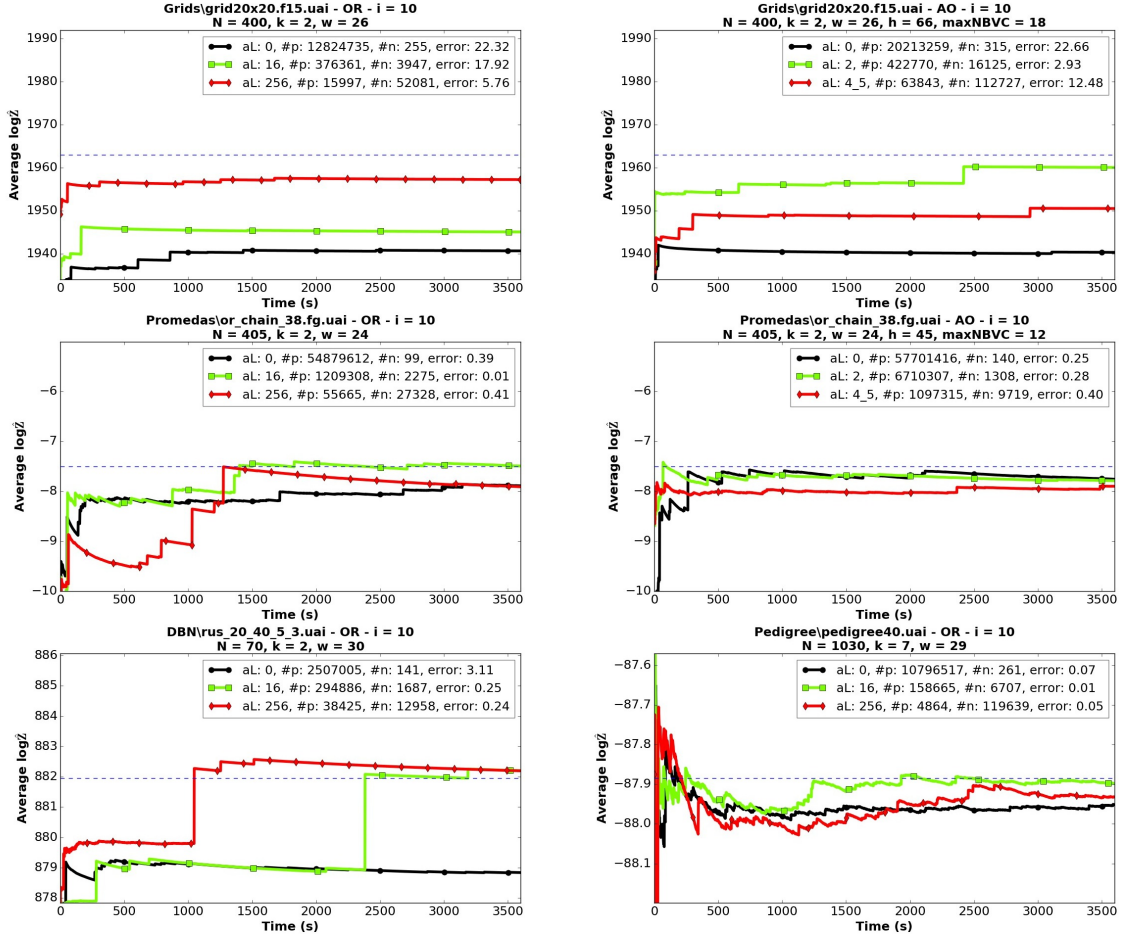 Grids\grid20x20.f15.uai - OR - i = 10
N = 400, k = 2, w = 26
aL: 0, #p: 12824735, #n: 255, error: 22.32
aL: 16, #p: 376361, #n: 3947, error: 17.92
aL: 256, #p: 15997, #n: 52081, error: 5.76
1990
1980
1970
1960
1950
1940
Average logẐ
0 500 1000 1500 2000 2500 3000 3500
Time (s)
Grids\grid20x20.f15.uai - AO - i = 10
N = 400, k = 2, w = 26, h = 66, maxNBVC = 18
aL: 0, #p: 20213259, #n: 315, error: 22.66
aL: 2, #p: 422770, #n: 16125, error: 2.93
aL: 4_5, #p: 63843, #n: 112727, error: 12.48
1990
1980
1970
1960
1950
1940
Average logẐ
0 500 1000 1500 2000 2500 3000 3500
Time (s)
Promedas\or_chain_38.fg.uai - OR - i = 10
N = 405, k = 2, w = 24
aL: 0, #p: 54879612, #n: 99, error: 0.39
aL: 16, #p: 1209308, #n: 2275, error: 0.01
aL: 256, #p: 55665, #n: 27328, error: 0.41
−6
−7
−8
−9
−10
Average logẐ
0 500 1000 1500 2000 2500 3000 3500
Time (s)
Promedas\or_chain_38.fg.uai - AO - i = 10
N = 405, k = 2, w = 24, h = 45, maxNBVC = 12
aL: 0, #p: 57701416, #n: 140, error: 0.25
aL: 2, #p: 6710307, #n: 1308, error: 0.28
aL: 4_5, #p: 1097315, #n: 9719, error: 0.40
−6
−7
−8
−9
−10
Average logẐ
0 500 1000 1500 2000 2500 3000 3500
Time (s)
DBN\rus_20_40_5_3.uai - OR - i = 10
N = 70, k = 2, w = 30
aL: 0, #p: 2507005, #n: 141, error: 3.11
aL: 16, #p: 294886, #n: 1687, error: 0.25
aL: 256, #p: 38425, #n: 12958, error: 0.24
886
885
884
883
882
881
880
879
878
Average logẐ
0 500 1000 1500 2000 2500 3000 3500
Time (s)
Pedigree\pedigree40.uai - OR - i = 10
N = 1030, k = 7, w = 29
aL: 0, #p: 10796517, #n: 261, error: 0.07
aL: 16, #p: 158665, #n: 6707, error: 0.01
aL: 256, #p: 4864, #n: 119639, error: 0.05
−87.6
−87.7
−87.8
−87.9
−88.0
−88.1
Average logẐ
0 500 1000 1500 2000 2500 3000 3500
Time (s)